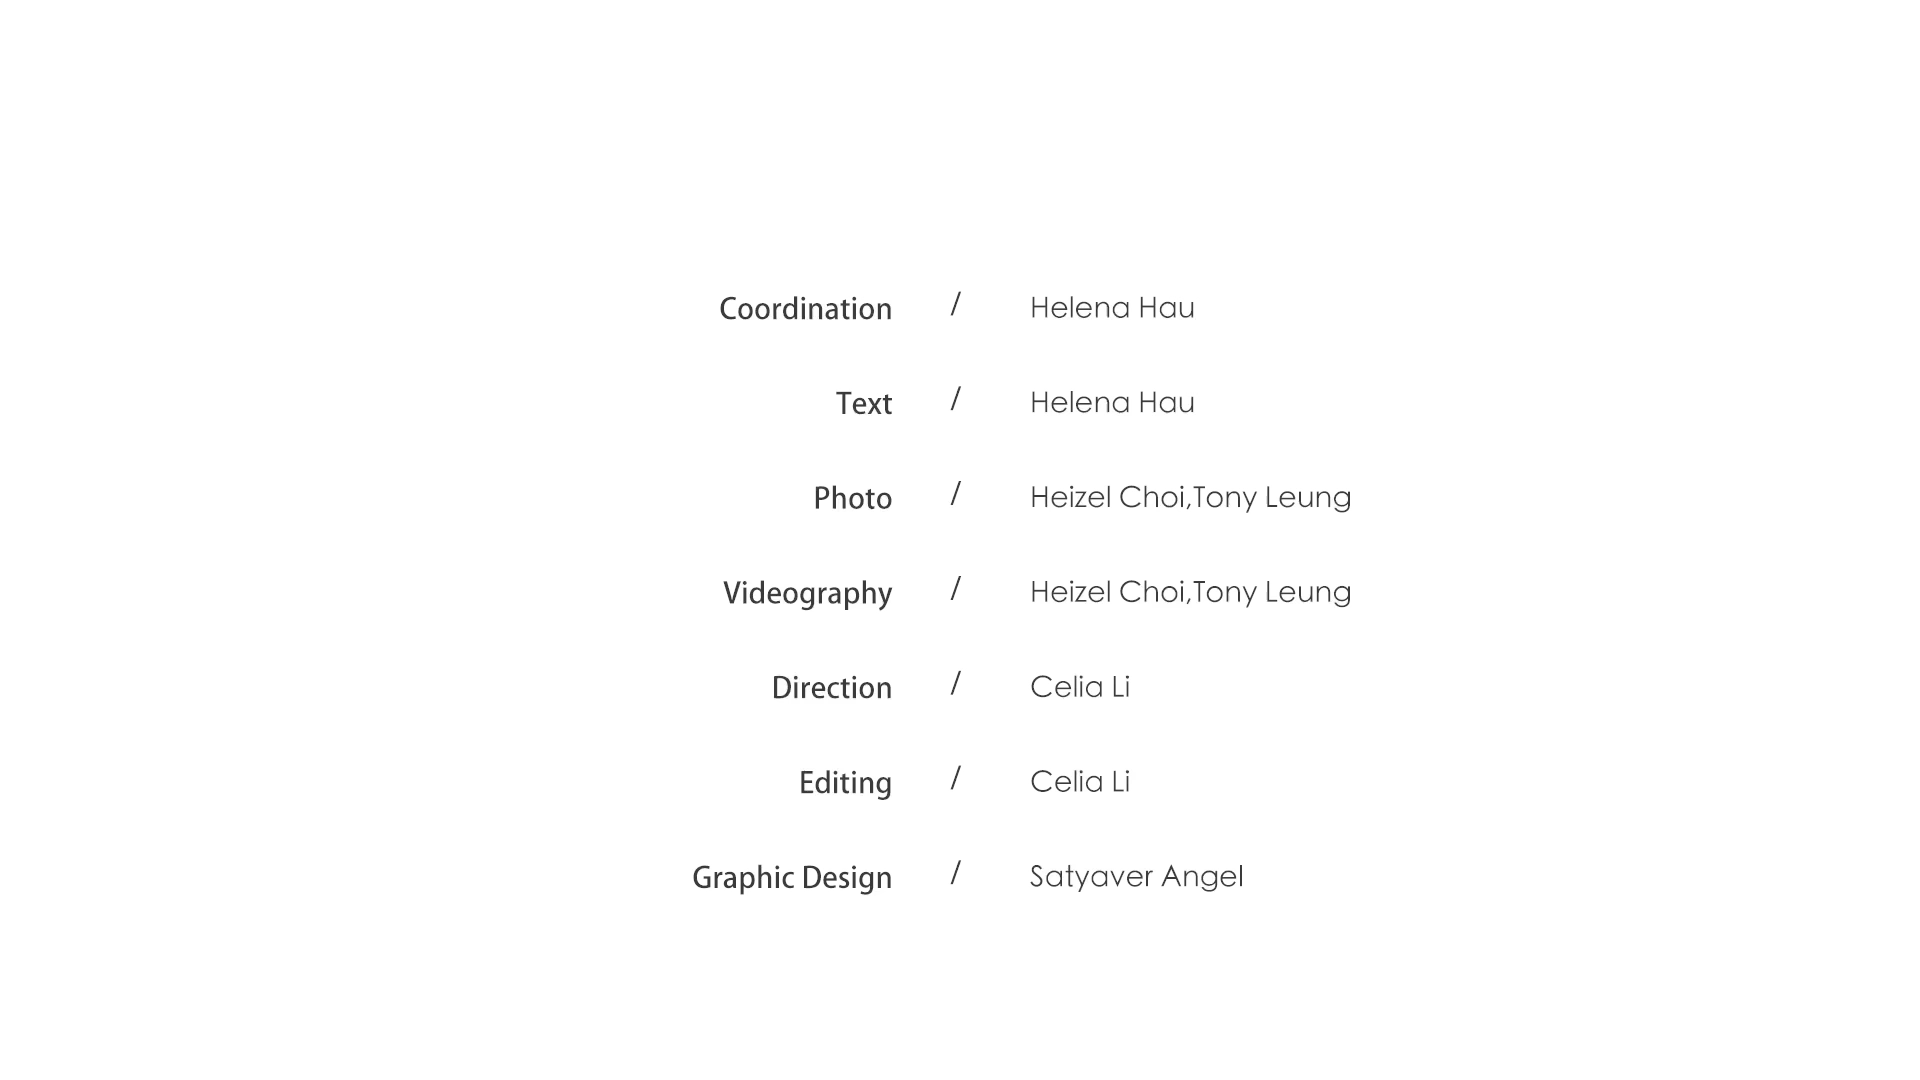 Coordination / Helena Hau
Text / Helena Hau
Photo / Heizel Choi,Tony Leung
Videography / Heizel Choi,Tony Leung
Direction / Celia Li
Editing / Celia Li
Graphic Design / Satyaver Angel